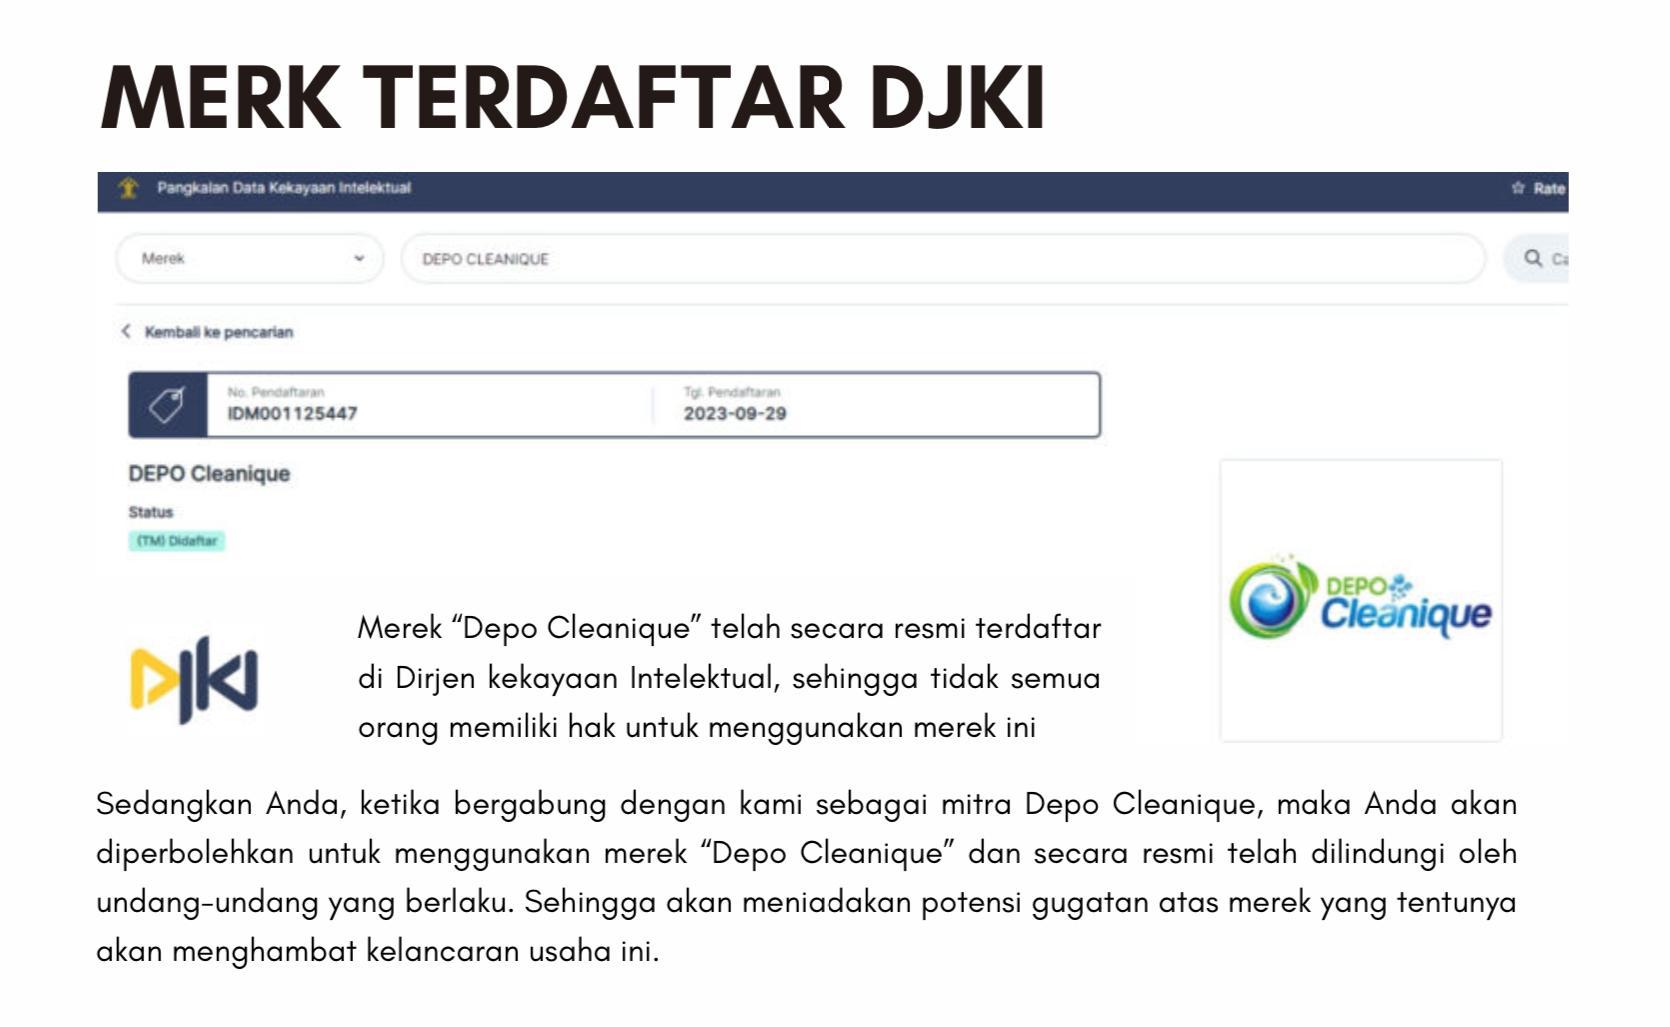 MERK TERDAFTAR DJKI
Pangkalan Data Kekayaan Intelektual
Rate
Merek
DEPO CLEANIQUE
Kembali ke pencarian
No. Pendaftaran
IDM001125447
Tgl. Pendaftaran
2023-09-29
DEPO Cleanique
Status
(TM) Didaftar
DEPO
Cleanique
DJKI
Merek “Depo Cleanique” telah secara resmi terdaftar
di Dirjen kekayaan Intelektual, sehingga tidak semua
orang memiliki hak untuk menggunakan merek ini
Sedangkan Anda, ketika bergabung dengan kami sebagai mitra Depo Cleanique, maka Anda akan
diperbolehkan untuk menggunakan merek “Depo Cleanique” dan secara resmi telah dilindungi oleh
undang-undang yang berlaku. Sehingga akan meniadakan potensi gugatan atas merek yang tentunya
akan menghambat kelancaran usaha ini.